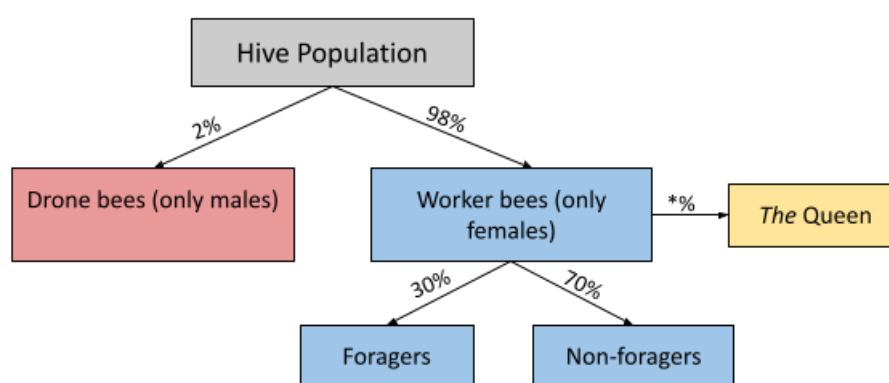 Hive Population
2%
98%
Drone bees (only males)
Worker bees (only
females)
*%
The Queen
30%
70%
Foragers
Non-foragers